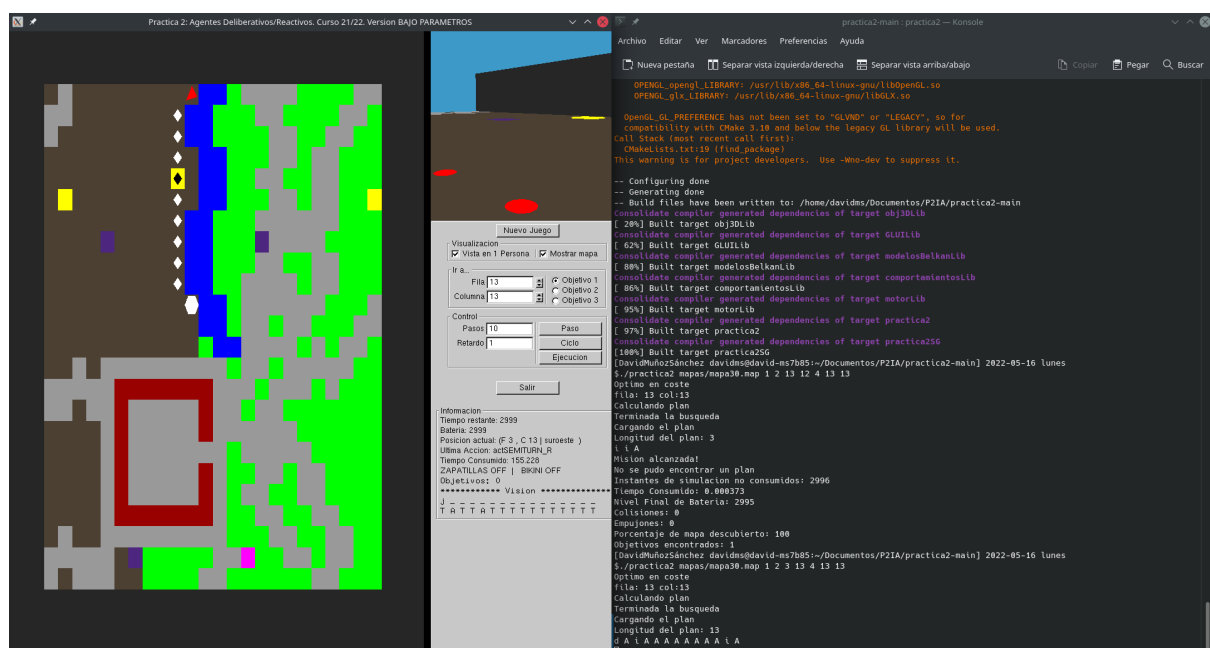 Practica 2: Agentes Deliberativos/Reactivos. Curso 21/22. Version BAJO PARAMETROS
Nuevo Juego
Visualizacion
Vista en 1 Persona
Mostrar mapa
Ir a...
Fila 13
Objetivo 1
Objetivo 2
Columna 13
Objetivo 3
Control
Pasos 10
Paso
Retardo 1
Ciclo
Ejecucion
Salir
Informacion
Tiempo restante: 2999
Bateria: 2999
Posicion actual: (F 3 , C 13 | suroeste )
Ultima Accion: actSEMITURN_R
Tiempo Consumido: 155.228
ZAPATILLAS OFF | BIKINI OFF
Objetivos: 0
************ Vision **************
J _ _ _ _ _ _ _ _ _ _ _ _ _ _ _
T A T T A T T T T T T T T T T T
practica2-main : practica2 — Konsole
Archivo Editar Ver Marcadores Preferencias Ayuda
Nueva pestaña Separar vista izquierda/derecha Separar vista arriba/abajo Copiar Pegar Buscar
OPENGL_opengl_LIBRARY: /usr/lib/x86_64-linux-gnu/libOpenGL.so
OPENGL_glx_LIBRARY: /usr/lib/x86_64-linux-gnu/libGLX.so
OpenGL_GL_PREFERENCE has not been set to "GLVND" or "LEGACY", so for
compatibility with CMake 3.10 and below the legacy GL library will be used.
Call Stack (most recent call first):
CMakeLists.txt:19 (find_package)
This warning is for project developers. Use -Wno-dev to suppress it.
-- Configuring done
-- Generating done
-- Build files have been written to: /home/davidms/Documentos/P2IA/practica2-main
Consolidate compiler generated dependencies of target obj3DLib
[ 20%] Built target obj3DLib
Consolidate compiler generated dependencies of target GLUILib
[ 62%] Built target GLUILib
Consolidate compiler generated dependencies of target modelosBelkanLib
[ 80%] Built target modelosBelkanLib
Consolidate compiler generated dependencies of target comportamientosLib
[ 86%] Built target comportamientosLib
Consolidate compiler generated dependencies of target motorLib
[ 95%] Built target motorLib
Consolidate compiler generated dependencies of target practica2
[ 97%] Built target practica2
Consolidate compiler generated dependencies of target practica2SG
[100%] Built target practica2SG
[DavidMuñozSánchez davidms@david-ms7b85:~/Documentos/P2IA/practica2-main] 2022-05-16 lunes
$./practica2 mapas/mapa30.map 1 2 13 12 4 13 13
Optimo en coste
fila: 13 col:13
Calculando plan
Terminada la busqueda
Cargando el plan
Longitud del plan: 3
i i A
Mision alcanzada!
No se pudo encontrar un plan
Instantes de simulacion no consumidos: 2996
Tiempo Consumido: 0.000373
Nivel Final de Bateria: 2995
Colisiones: 0
Empujones: 0
Porcentaje de mapa descubierto: 100
Objetivos encontrados: 1
[DavidMuñozSánchez davidms@david-ms7b85:~/Documentos/P2IA/practica2-main] 2022-05-16 lunes
$./practica2 mapas/mapa30.map 1 2 3 13 4 13 13
Optimo en coste
fila: 13 col:13
Calculando plan
Terminada la busqueda
Cargando el plan
Longitud del plan: 13
d A i A A A A A A A A i A